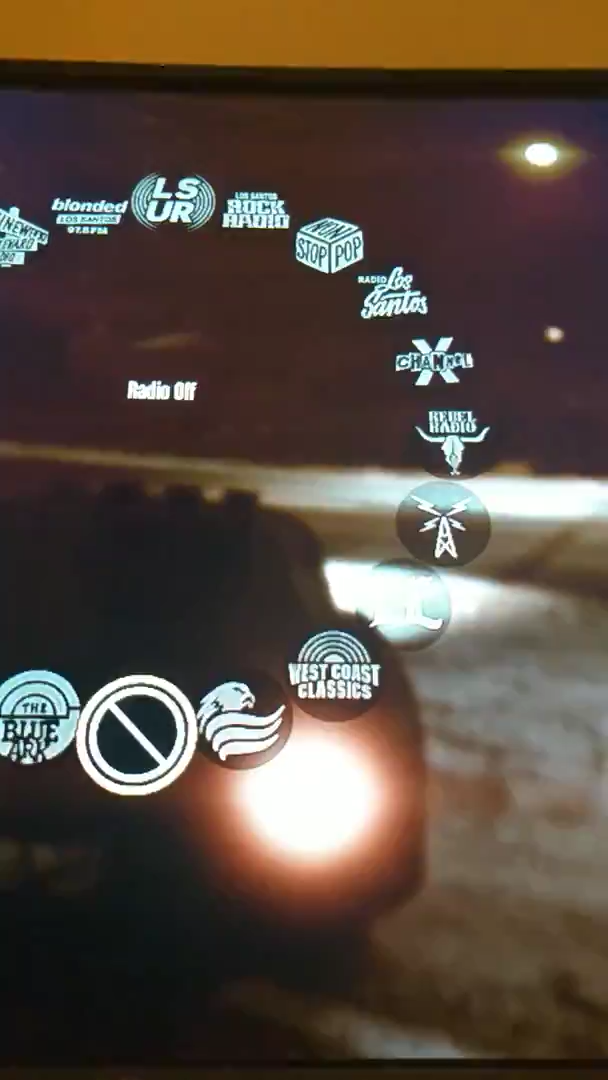 blonded
LOS SANTOS
97.8 FM
LS
UR
LOS SANTOS
ROCK
RADIO
NON
STOP POP
RADIO Los
Santos
CHANNEL
X
Radio Off
REBEL
RADIO
WEST COAST
CLASSICS
THE
BLUE
ARK